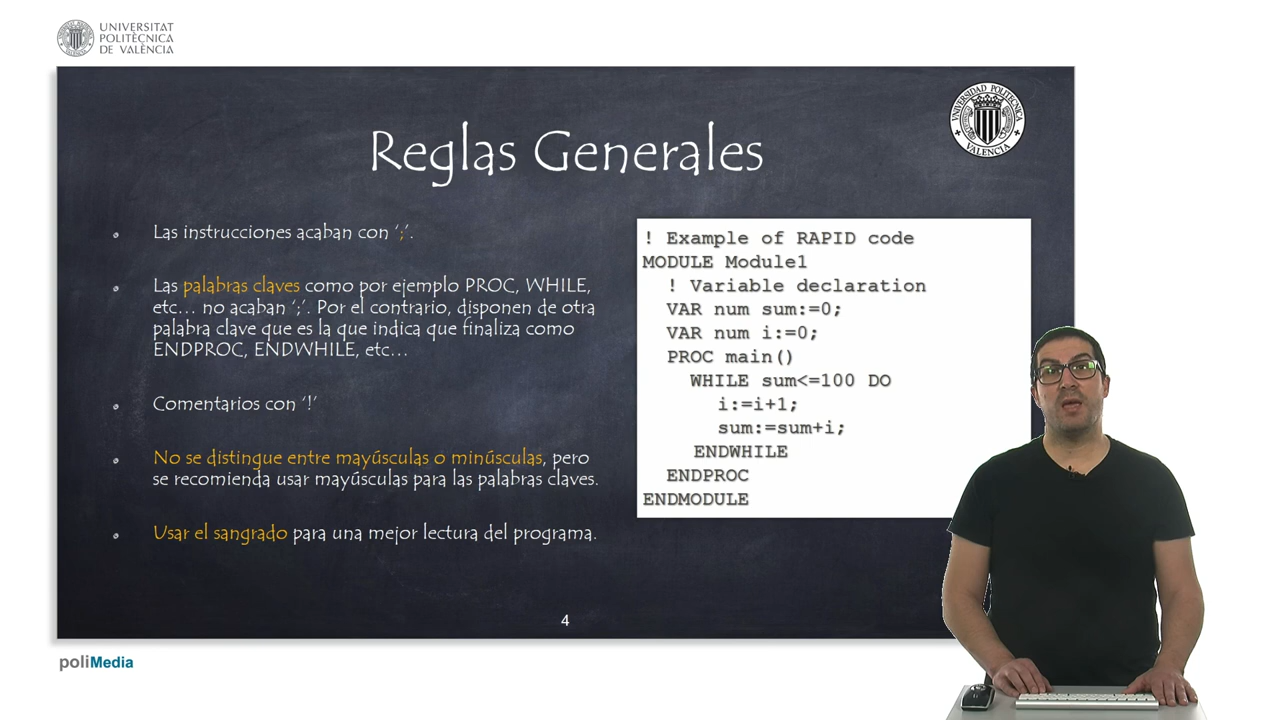 UNIVERSITAT
POLITÈCNICA
DE VALÈNCIA
UNIVERSIDAD POLITECNICA
VALENCIA
Reglas Generales
Las instrucciones acaban con ‘;’.
Las palabras claves como por ejemplo PROC, WHILE,
etc... no acaban ‘;’. Por el contrario, disponen de otra
palabra clave que es la que indica que finaliza como
ENDPROC, ENDWHILE, etc...
Comentarios con ‘!’
No se distingue entre mayúsculas o minúsculas, pero
se recomienda usar mayúsculas para las palabras claves.
Usar el sangrado para una mejor lectura del programa.
! Example of RAPID code
MODULE Module1
! Variable declaration
VAR num sum:=0;
VAR num i:=0;
PROC main()
WHILE sum<=100 DO
i:=i+1;
sum:=sum+i;
ENDWHILE
ENDPROC
ENDMODULE
4
poliMedia